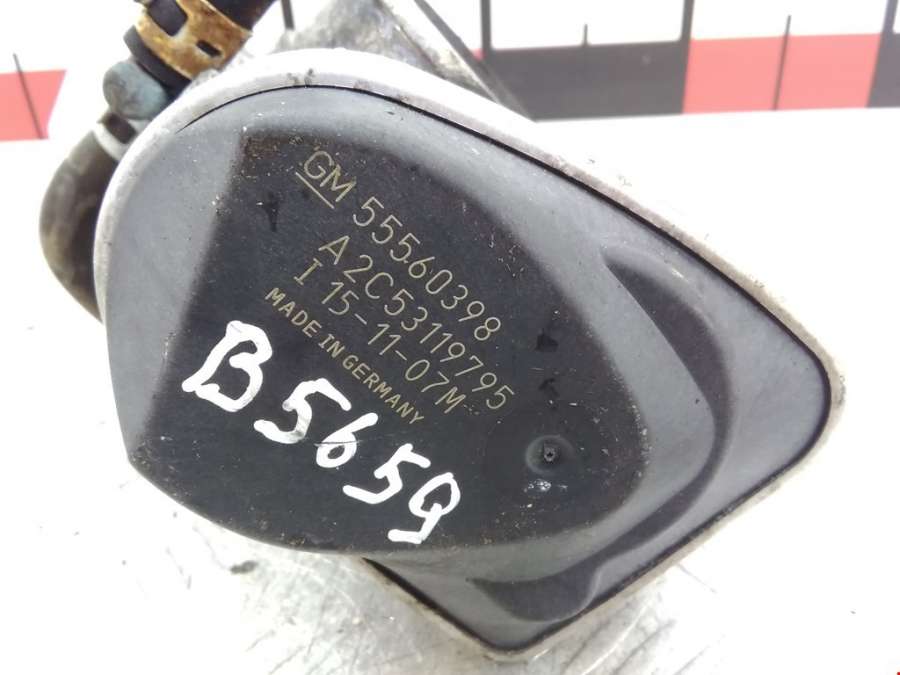 GM 55560398
A2C53119795
I 15-11-07M
MADE IN GERMANY
B5659